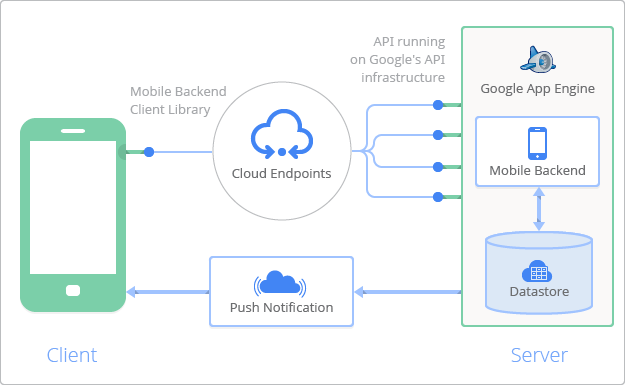 API running
on Google's API
infrastructure
Google App Engine
Mobile Backend
Client Library
Cloud Endpoints
Mobile Backend
Datastore
Push Notification
Client
Server